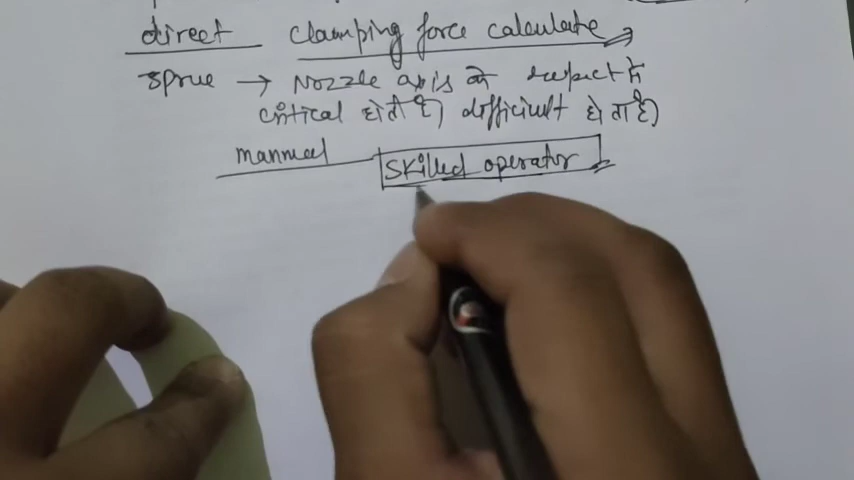 direct clamping force calculate
sprue → Nozzle axis के respect में
critical होती है) difficult होता है)
manual skilled operator